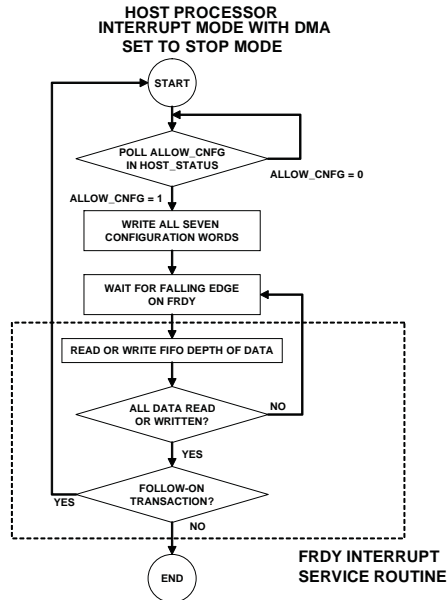 HOST PROCESSOR
INTERRUPT MODE WITH DMA
SET TO STOP MODE
START
POLL ALLOW_CNFG
IN HOST_STATUS
ALLOW_CNFG = 0
ALLOW_CNFG = 1
WRITE ALL SEVEN
CONFIGURATION WORDS
WAIT FOR FALLING EDGE
ON FRDY
READ OR WRITE FIFO DEPTH OF DATA
ALL DATA READ
OR WRITTEN?
NO
YES
FOLLOW-ON
TRANSACTION?
YES
NO
END
FRDY INTERRUPT
SERVICE ROUTINE